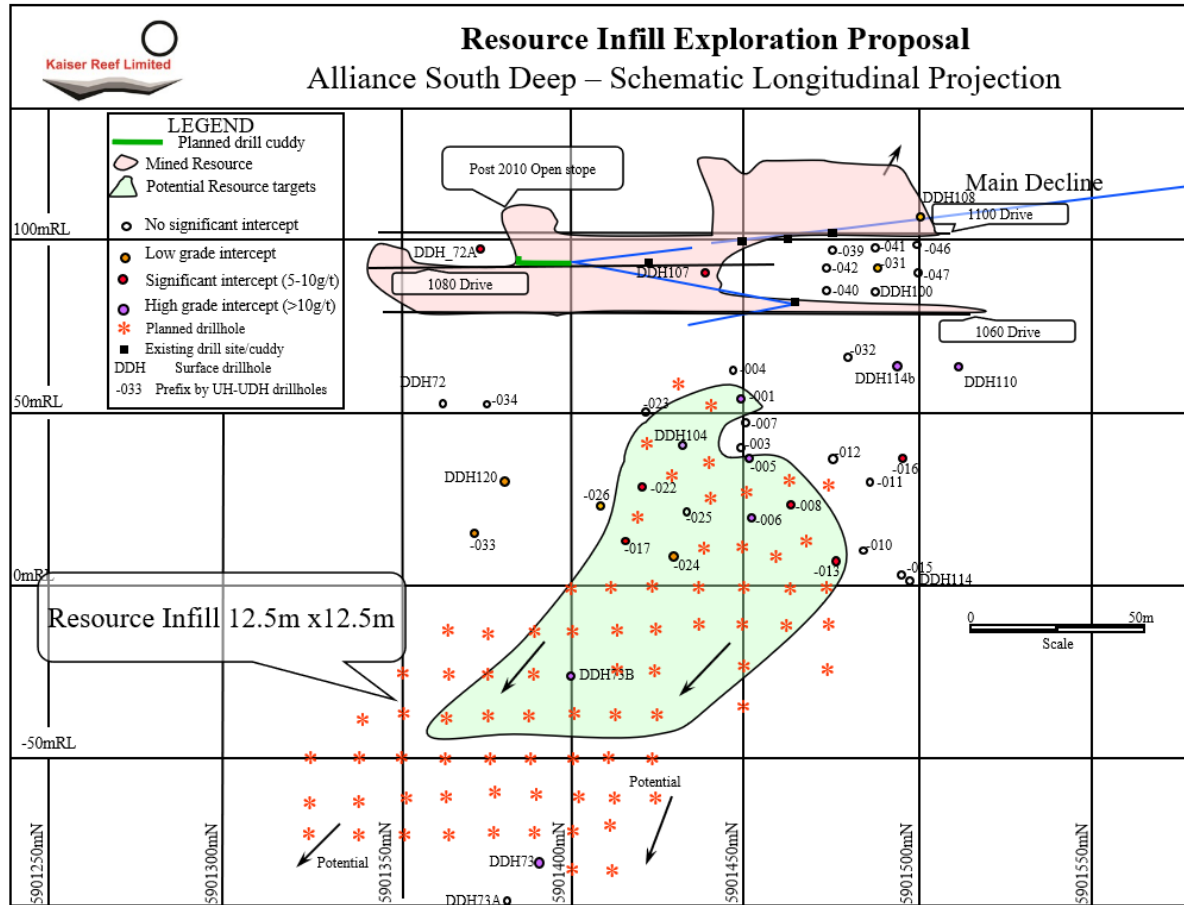 Kaiser Reef Limited
Resource Infill Exploration Proposal
Alliance South Deep – Schematic Longitudinal Projection
LEGEND
Planned drill cuddy
Mined Resource
Potential Resource targets
No significant intercept
Low grade intercept
Significant intercept (5-10g/t)
High grade intercept (>10g/t)
Planned drillhole
Existing drill site/cuddy
DDH Surface drillhole
-033 Prefix by UH-UDH drillholes
Post 2010 Open stope
Main Decline
DDH108
1100 Drive
100mRL
DDH_72A
-039
-041
-046
DDH107
-042
-031
-047
1080 Drive
-040
DDH100
1060 Drive
-032
-004
DDH114b
DDH110
DDH72
-034
50mRL
-023
-001
-007
DDH104
-003
-005
-012
-016
DDH120
-022
-011
-026
-008
-025
-006
-033
-017
-010
-024
-013
-015
DDH114
0mRL
Resource Infill 12.5m x12.5m
0 50m
Scale
DDH73B
-50mRL
Potential
Potential
DDH73
DDH73A
5901250mN
5901300mN
5901350mN
5901400mN
5901450mN
5901500mN
5901550mN